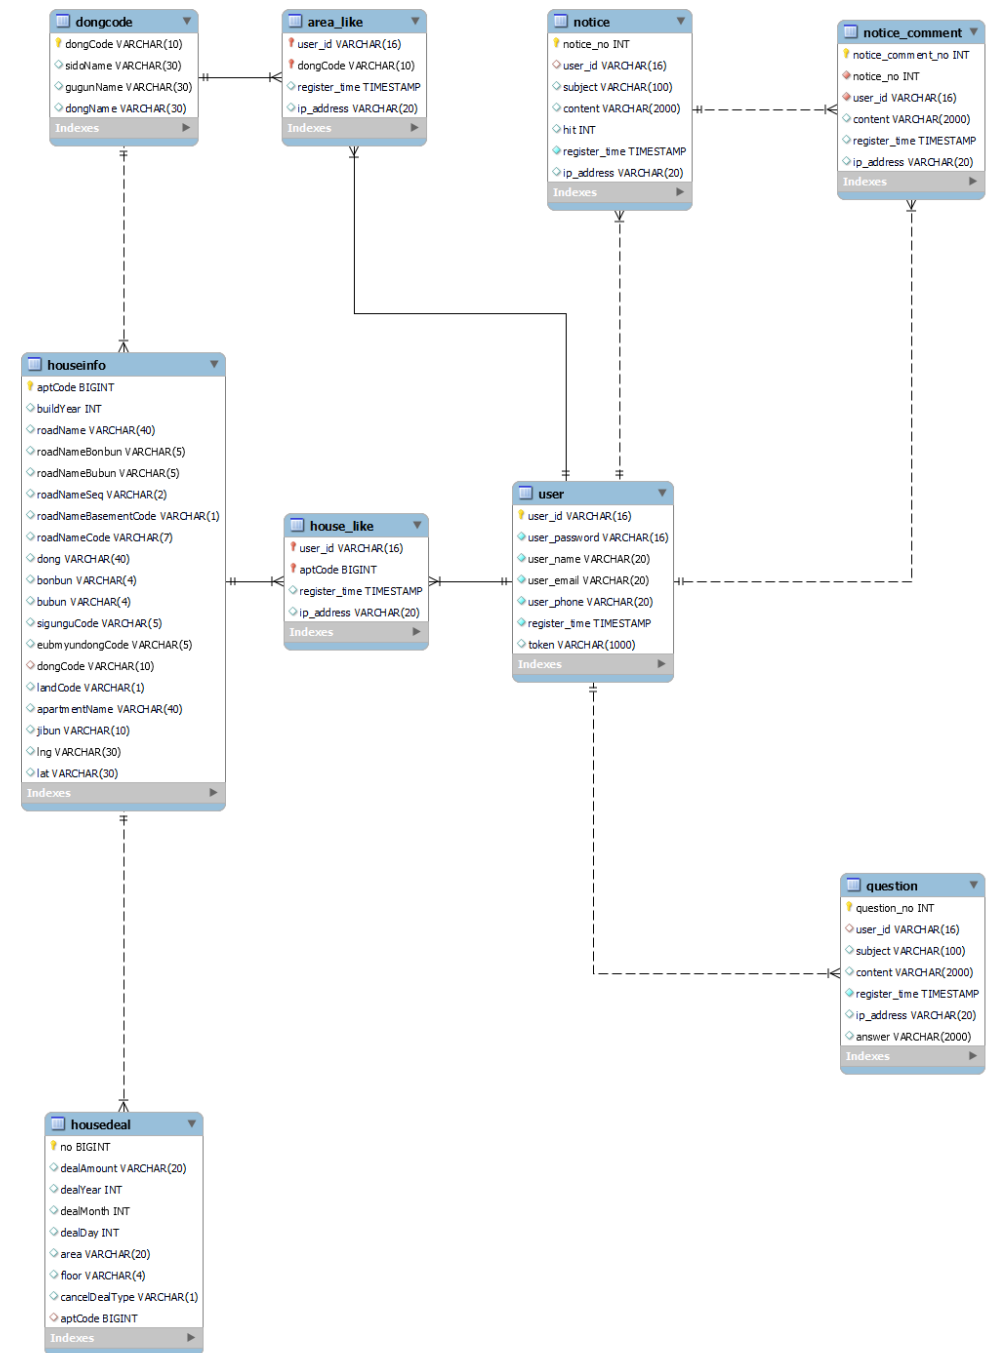 dongcode
dongCode VARCHAR(10)
sidoName VARCHAR(30)
gugunName VARCHAR(30)
dongName VARCHAR(30)
Indexes
area_like
user_id VARCHAR(16)
dongCode VARCHAR(10)
register_time TIMESTAMP
ip_address VARCHAR(20)
Indexes
notice
notice_no INT
user_id VARCHAR(16)
subject VARCHAR(100)
content VARCHAR(2000)
hit INT
register_time TIMESTAMP
ip_address VARCHAR(20)
Indexes
notice_comment
notice_comment_no INT
notice_no INT
user_id VARCHAR(16)
content VARCHAR(2000)
register_time TIMESTAMP
ip_address VARCHAR(20)
Indexes
houseinfo
aptCode BIGINT
buildYear INT
roadName VARCHAR(40)
roadNameBonbun VARCHAR(5)
roadNameBubun VARCHAR(5)
roadNameSeq VARCHAR(2)
roadNameBasementCode VARCHAR(1)
roadNameCode VARCHAR(7)
dong VARCHAR(40)
bonbun VARCHAR(4)
bubun VARCHAR(4)
sigunguCode VARCHAR(5)
eubmyundongCode VARCHAR(5)
dongCode VARCHAR(10)
landCode VARCHAR(1)
apartmentName VARCHAR(40)
jibun VARCHAR(10)
lng VARCHAR(30)
lat VARCHAR(30)
Indexes
house_like
user_id VARCHAR(16)
aptCode BIGINT
register_time TIMESTAMP
ip_address VARCHAR(20)
Indexes
user
user_id VARCHAR(16)
user_password VARCHAR(16)
user_name VARCHAR(20)
user_email VARCHAR(20)
user_phone VARCHAR(20)
register_time TIMESTAMP
token VARCHAR(1000)
Indexes
question
question_no INT
user_id VARCHAR(16)
subject VARCHAR(100)
content VARCHAR(2000)
register_time TIMESTAMP
ip_address VARCHAR(20)
answer VARCHAR(2000)
Indexes
housedeal
no BIGINT
dealAmount VARCHAR(20)
dealYear INT
dealMonth INT
dealDay INT
area VARCHAR(20)
floor VARCHAR(4)
cancelDealType VARCHAR(1)
aptCode BIGINT
Indexes